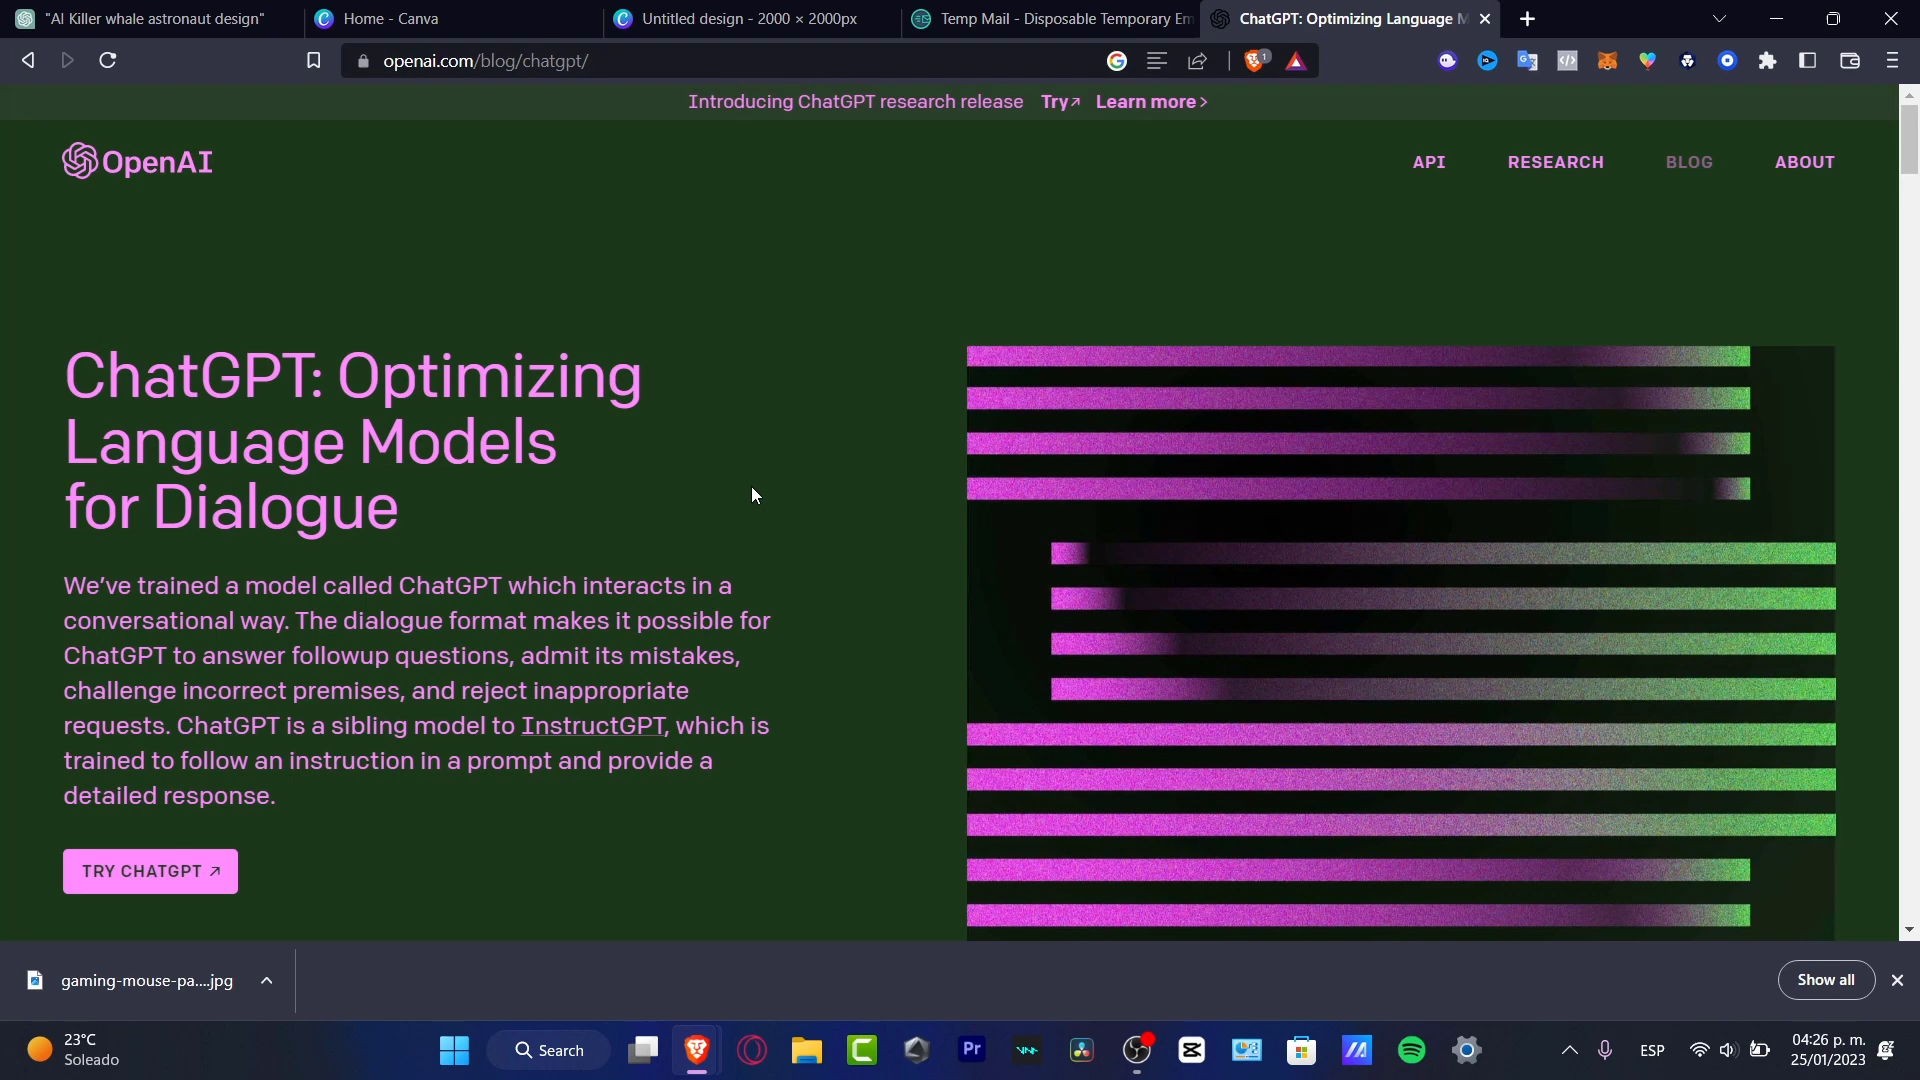 "AI Killer whale astronaut design"
Home - Canva
Untitled design - 2000 × 2000px
Temp Mail - Disposable Temporary Em
ChatGPT: Optimizing Language M
openai.com/blog/chatgpt/
1
Introducing ChatGPT research release Try↗ Learn more >
OpenAI
API
RESEARCH
BLOG
ABOUT
ChatGPT: Optimizing
Language Models
for Dialogue
We've trained a model called ChatGPT which interacts in a
conversational way. The dialogue format makes it possible for
ChatGPT to answer followup questions, admit its mistakes,
challenge incorrect premises, and reject inappropriate
requests. ChatGPT is a sibling model to InstructGPT, which is
trained to follow an instruction in a prompt and provide a
detailed response.
TRY CHATGPT ↗
gaming-mouse-pa....jpg
Show all
23°C
Soleado
Search
Pr
ESP
04:26 p. m.
25/01/2023